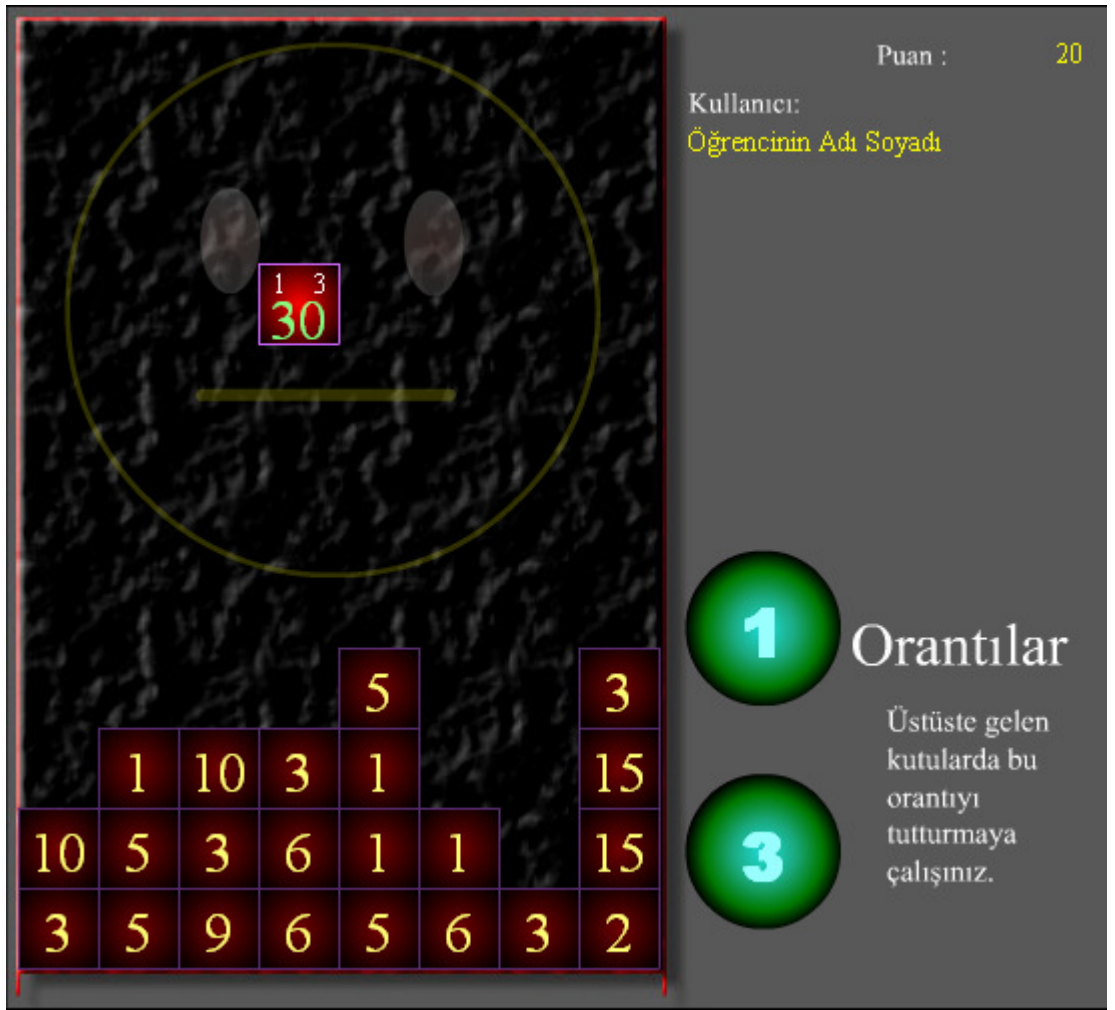 Puan : 20
Kullanıcı:
Öğrencinin Adı Soyadı
1 3
30
1
Orantılar
Üstüste gelen
kutularda bu
orantıyı
tutturmaya
çalışınız.
3
5 3
1 10 3 1 15
10 5 3 6 1 1 15
3 5 9 6 5 6 3 2